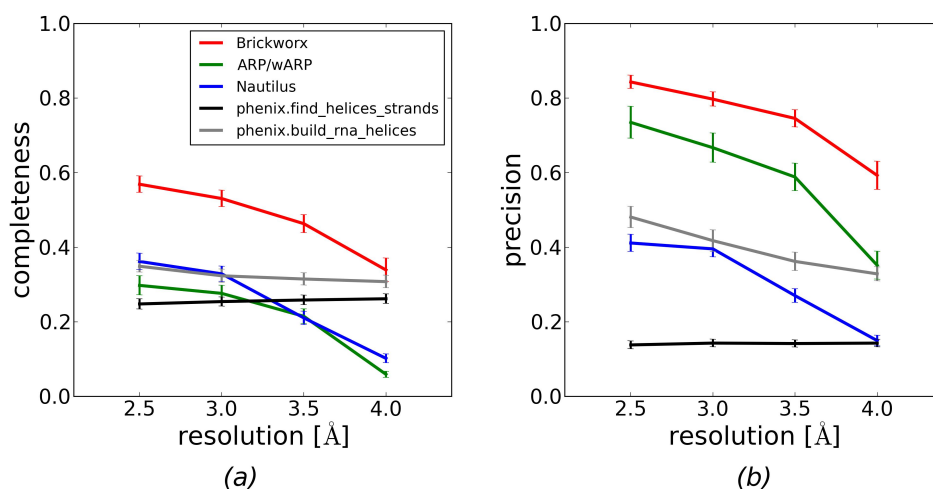 1.0
0.8
0.6
0.4
0.2
0.0
completeness
Brickworx
ARP/wARP
Nautilus
phenix.find_helices_strands
phenix.build_rna_helices
2.5 3.0 3.5 4.0
resolution [Å]
(a)
1.0
0.8
0.6
0.4
0.2
0.0
precision
2.5 3.0 3.5 4.0
resolution [Å]
(b)